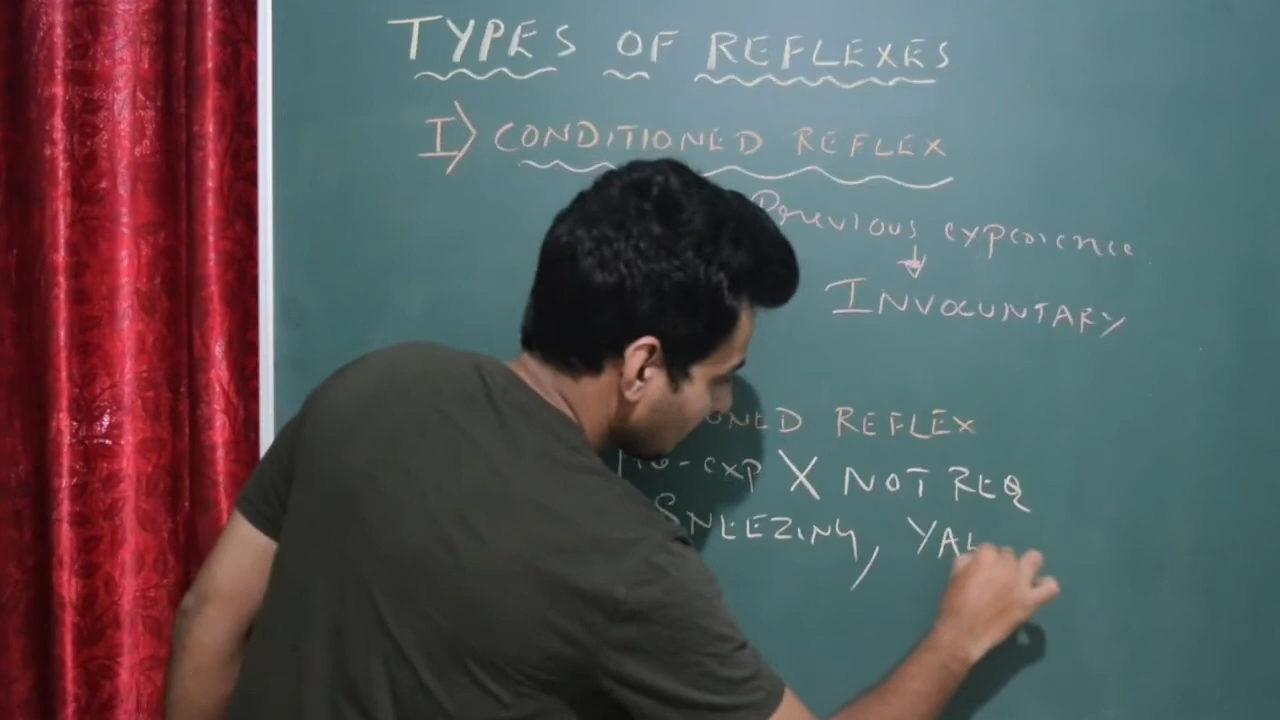 TYPES OF REFLEXES
I) CONDITIONED REFLEX
Previous experience
INVOLUNTARY
ONED REFLEX
exp X NOT REQ
SNEEZING, YA